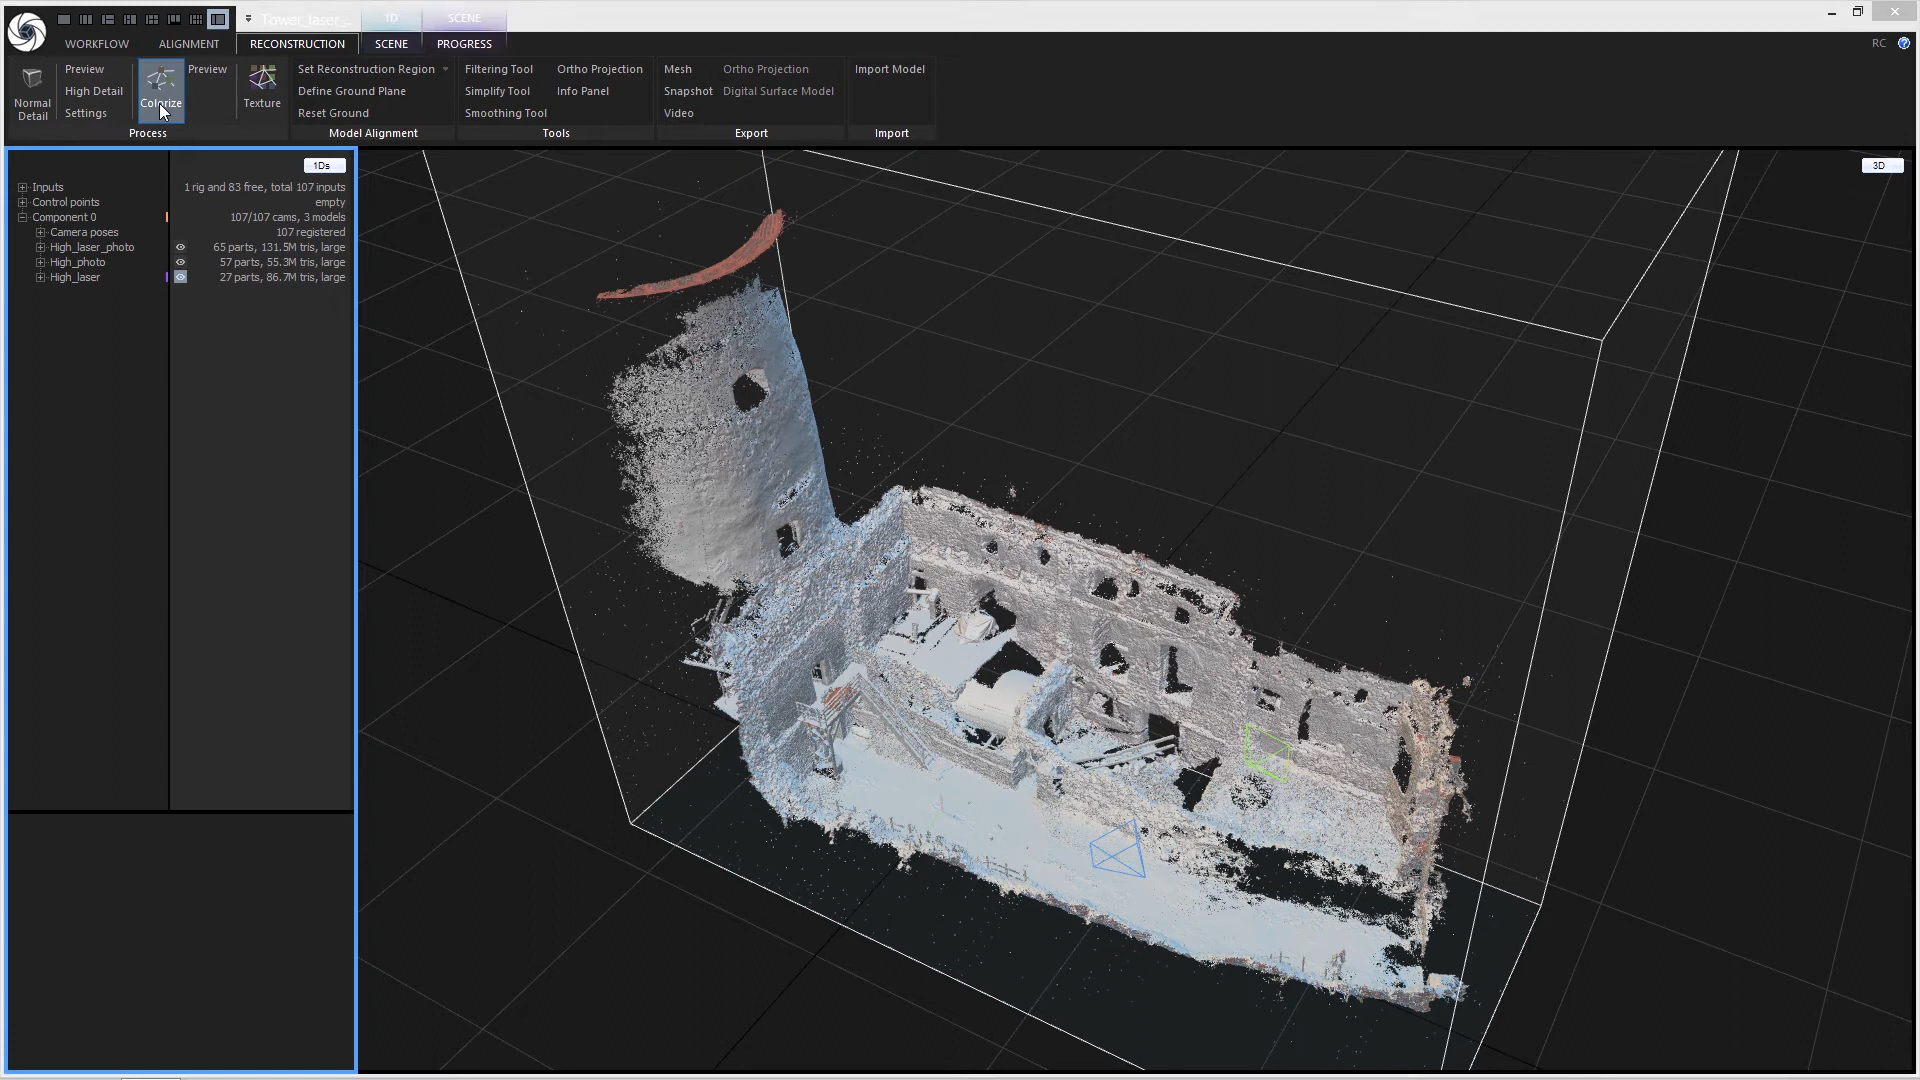 Tower_laser_... 1D SCENE
WORKFLOW ALIGNMENT RECONSTRUCTION SCENE PROGRESS RC
Normal Detail
Preview
High Detail
Settings
Colorize
Preview
Texture
Process
Set Reconstruction Region
Define Ground Plane
Reset Ground
Model Alignment
Filtering Tool Ortho Projection
Simplify Tool Info Panel
Smoothing Tool
Tools
Mesh Ortho Projection
Snapshot Digital Surface Model
Video
Export
Import Model
Import
1Ds
3D
Inputs 1 rig and 83 free, total 107 inputs
Control points empty
Component 0 107/107 cams, 3 models
Camera poses 107 registered
High_laser_photo 65 parts, 131.5M tris, large
High_photo 57 parts, 55.3M tris, large
High_laser 27 parts, 86.7M tris, large